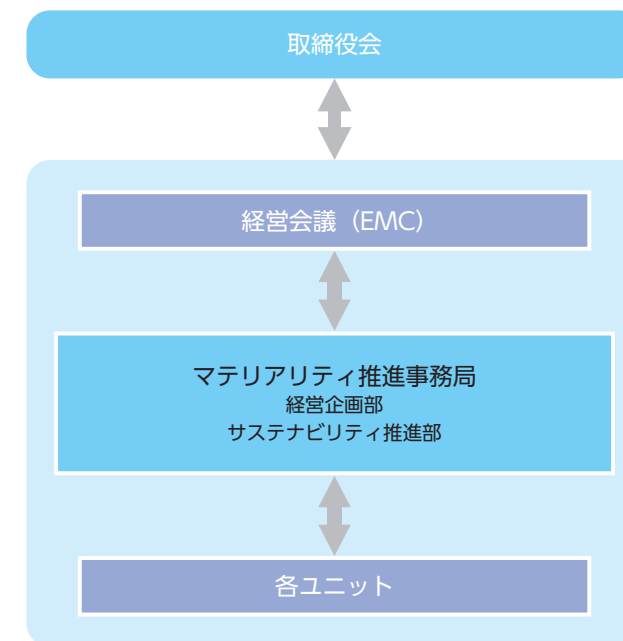 取締役会
経営会議（EMC）
マテリアリティ推進事務局
経営企画部
サステナビリティ推進部
各ユニット